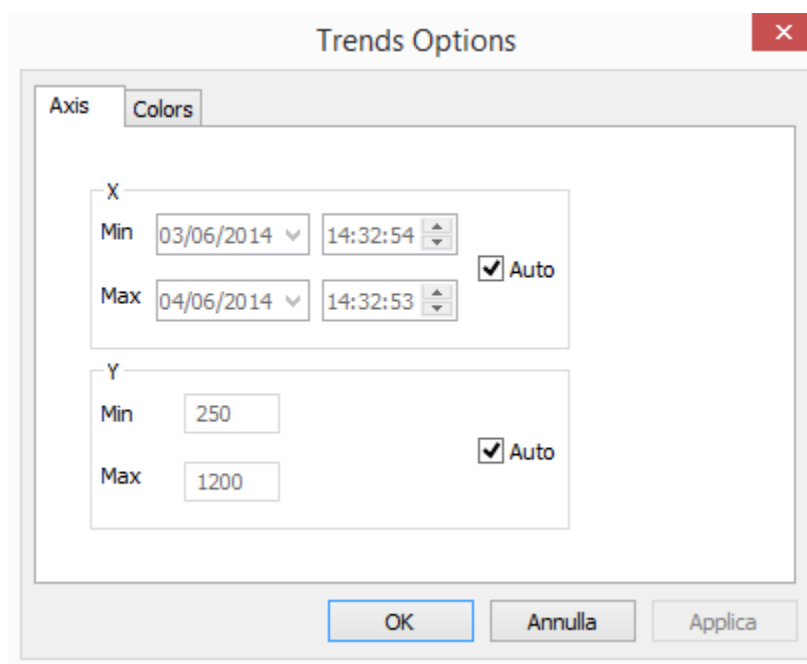 Trends Options
Axis Colors
X
Min 03/06/2014 14:32:54
Auto
Max 04/06/2014 14:32:53
Y
Min 250
Auto
Max 1200
OK Annulla Applica